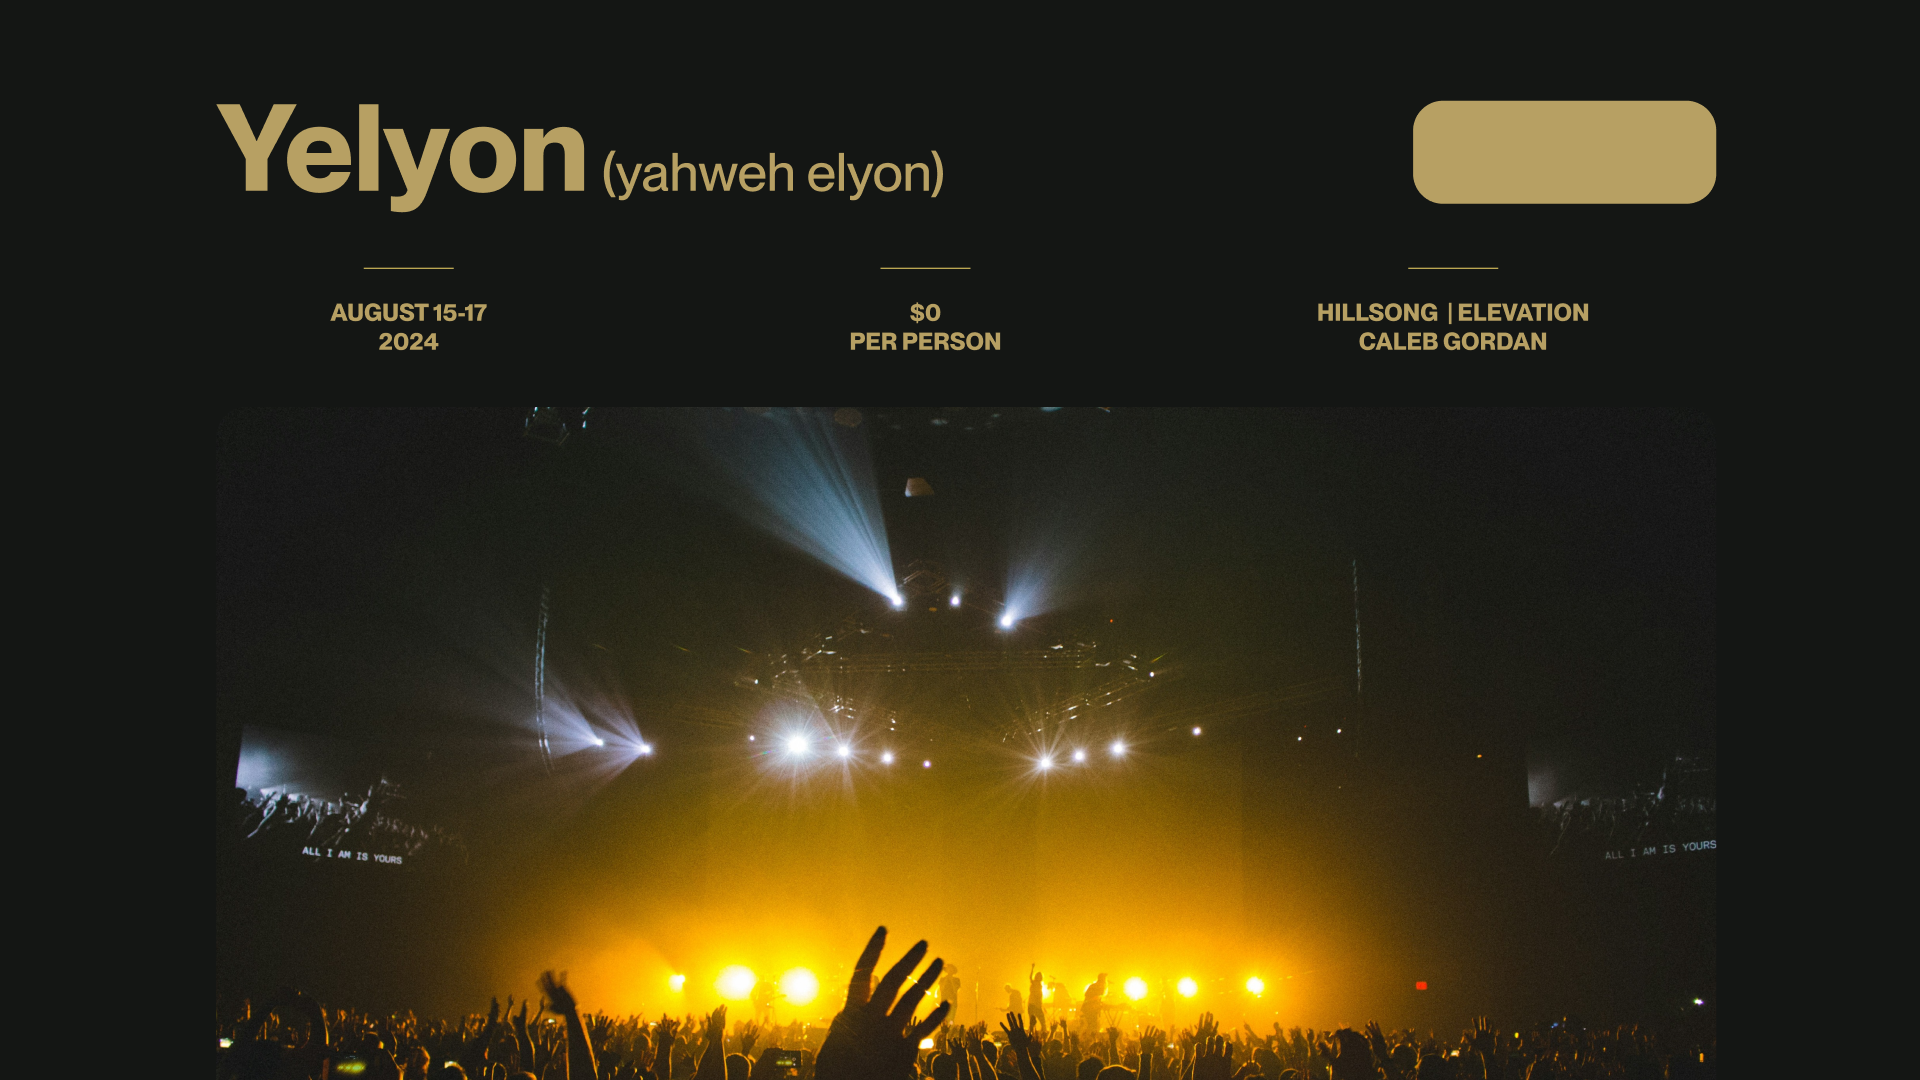 Yelyon (yahweh elyon)
AUGUST 15-17
2024
$0
PER PERSON
HILLSONG | ELEVATION
CALEB GORDAN
ALL I AM IS YOURS
ALL I AM IS YOURS